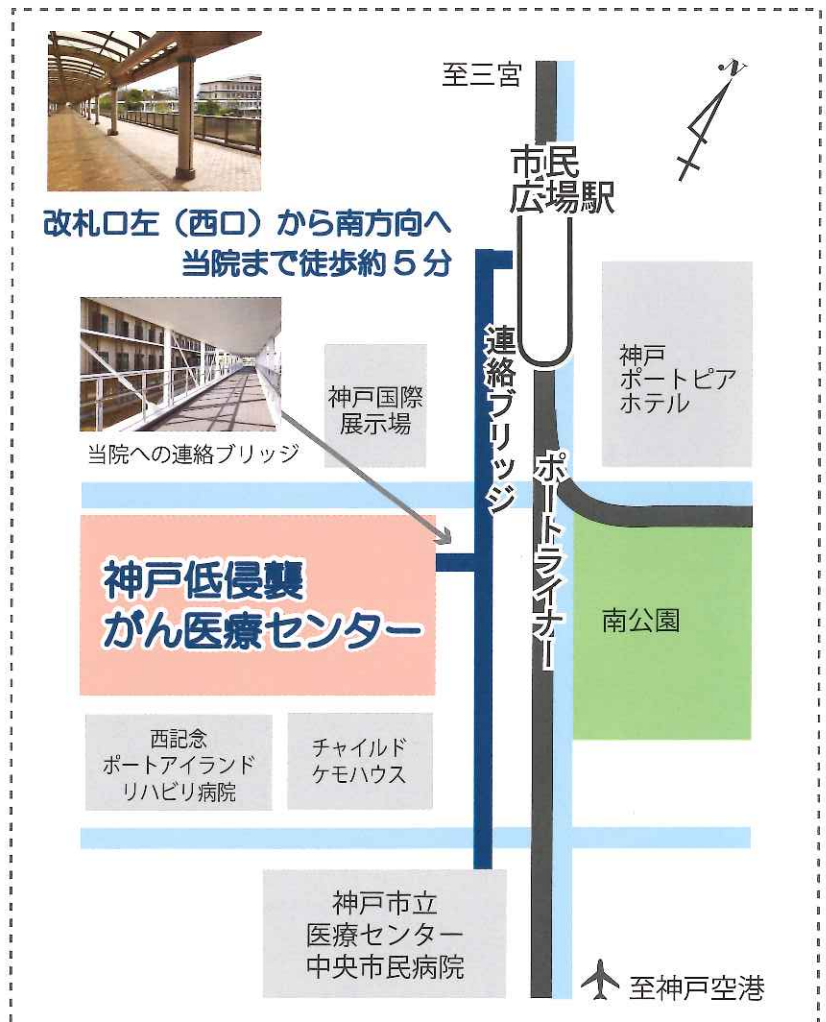 至三宮
N
市民
広場駅
改札口左（西口）から南方向へ
当院まで徒歩約５分
連絡ブリッジ
神戸
ポートピア
ホテル
神戸国際
展示場
当院への連絡ブリッジ
ポートライナー
神戸低侵襲
がん医療センター
南公園
西記念
ポートアイランド
リハビリ病院
チャイルド
ケモハウス
神戸市立
医療センター
中央市民病院
至神戸空港